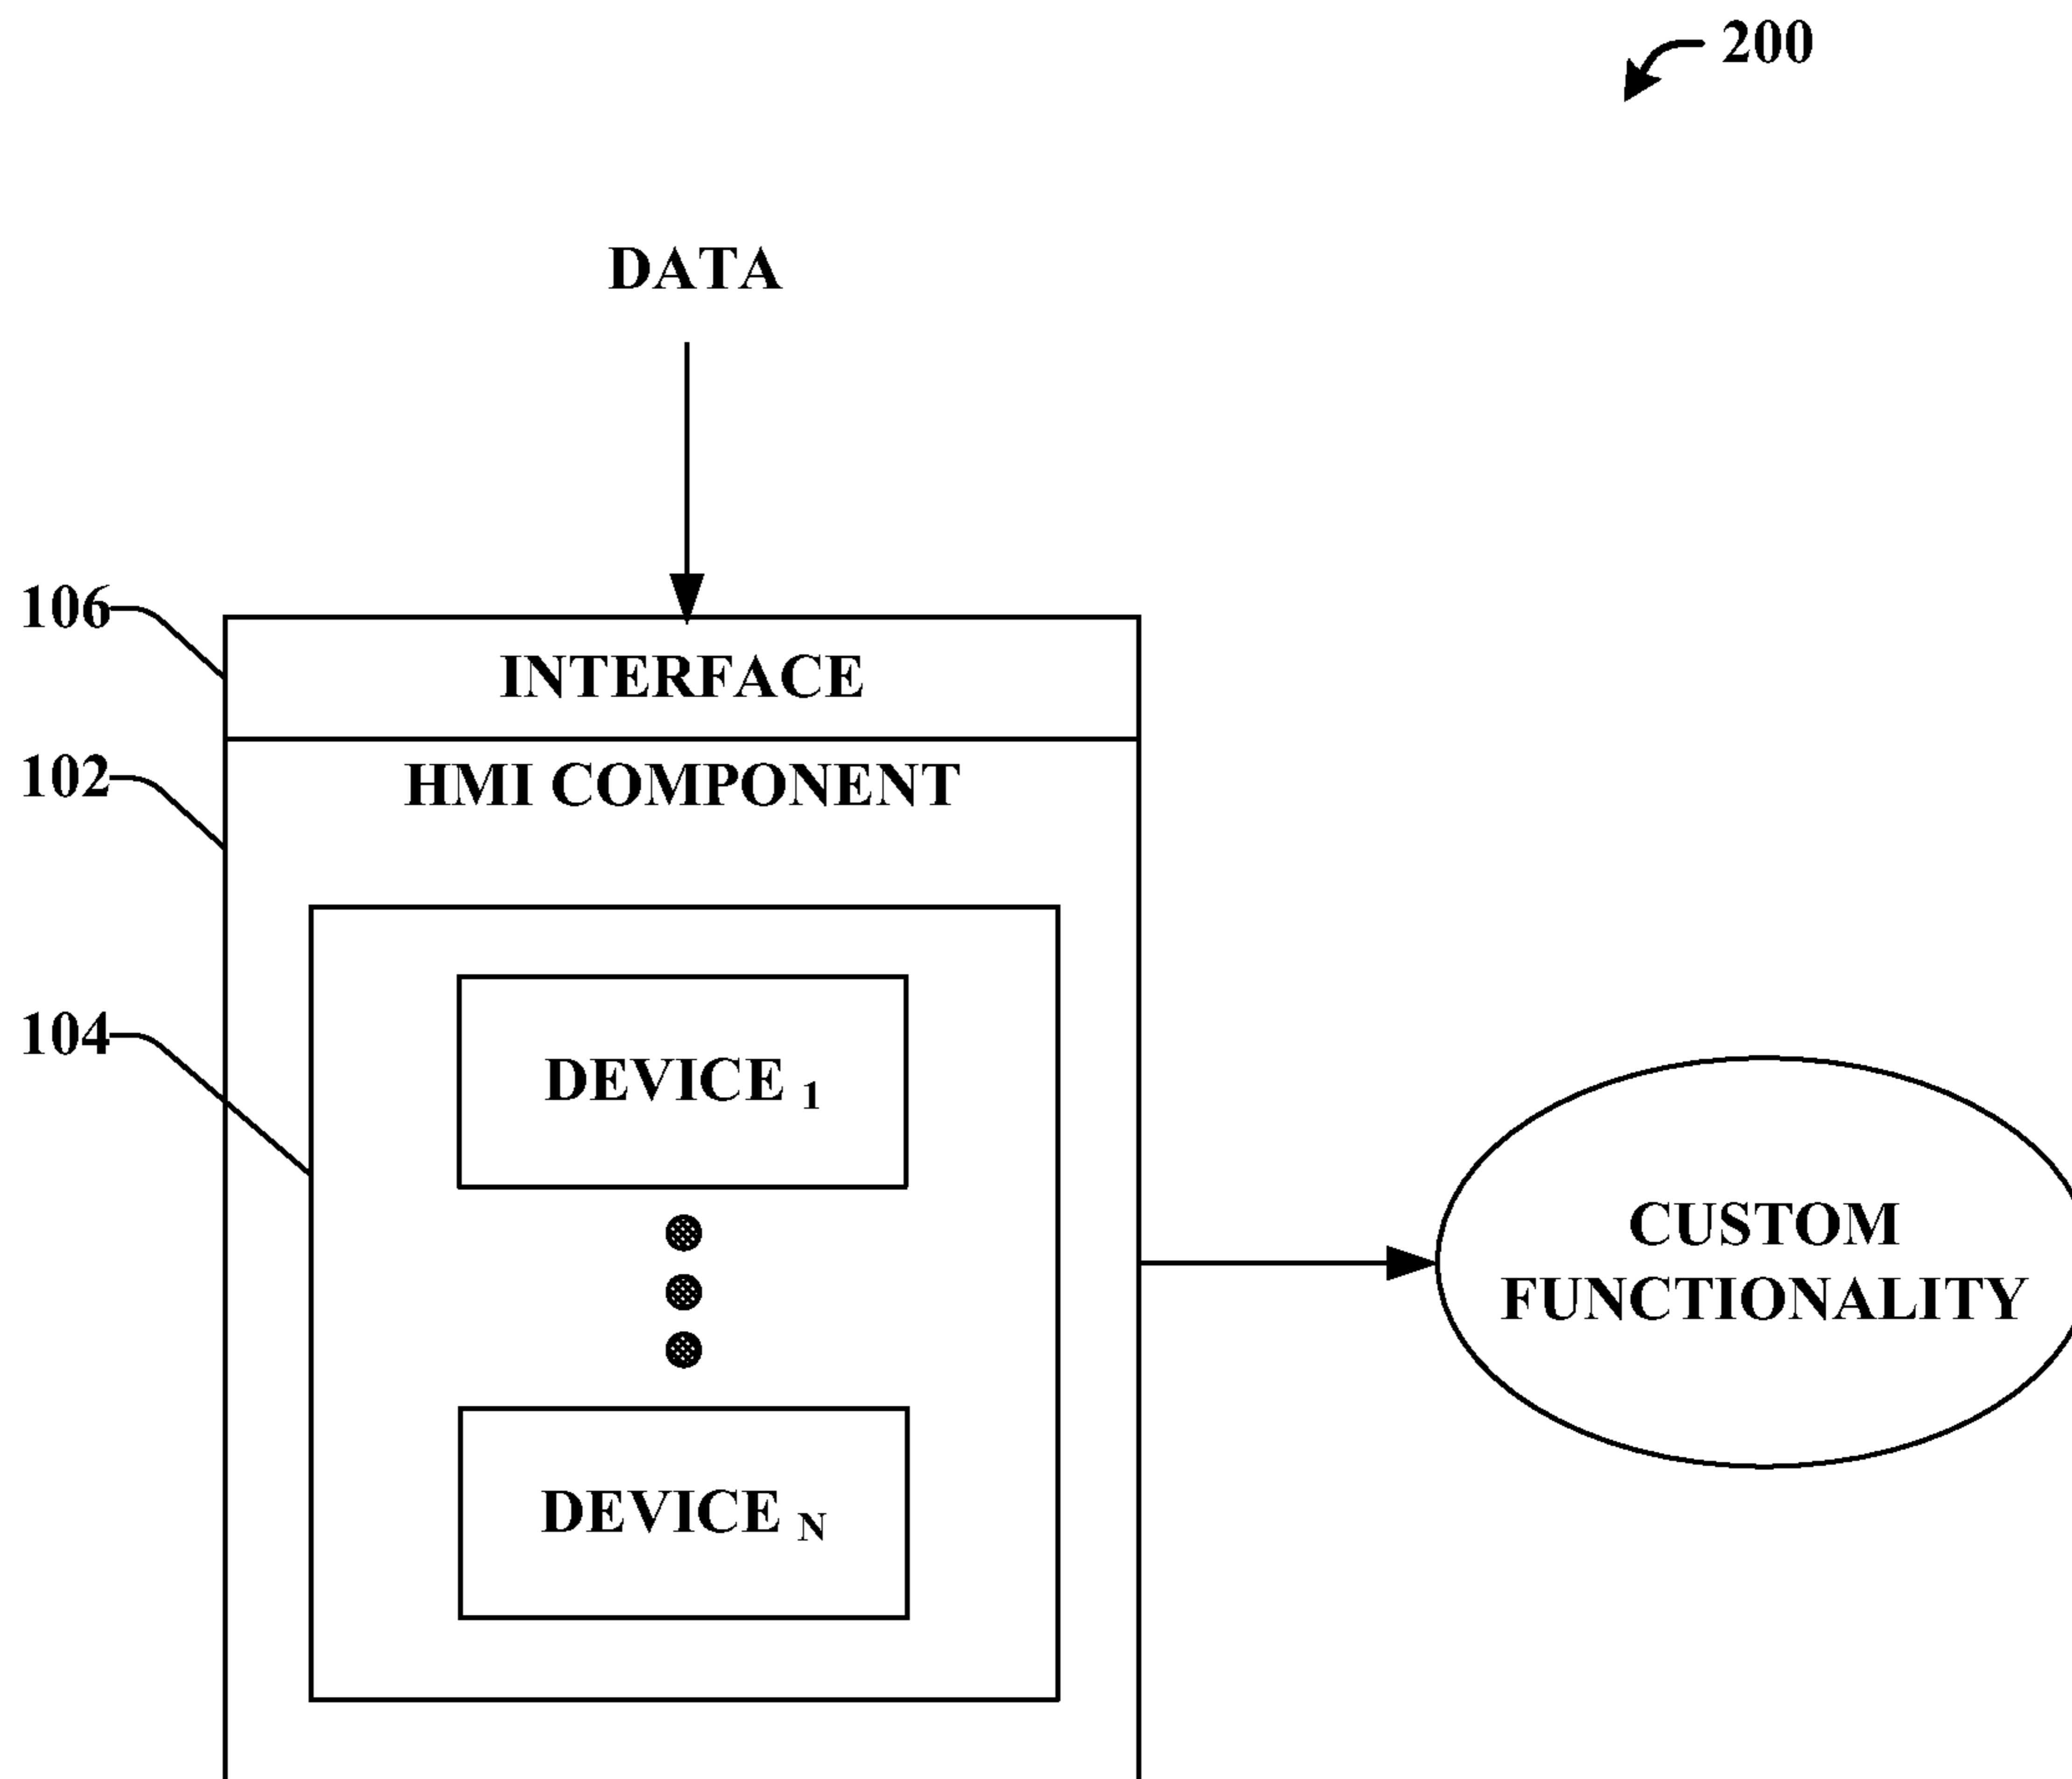 200
DATA
106
INTERFACE
102
HMI COMPONENT
104
DEVICE 1
CUSTOM
FUNCTIONALITY
DEVICE N